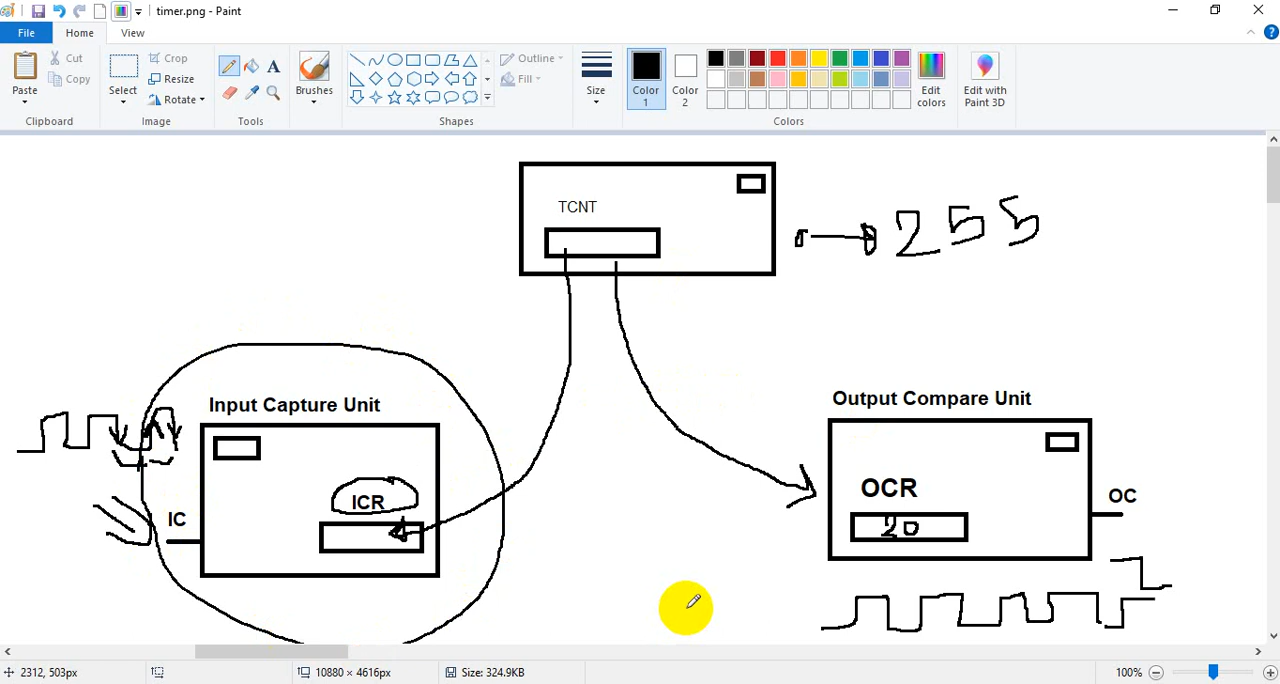 timer.png - Paint
File Home View
Paste
Clipboard
Select
Crop
Resize
Rotate
Image
A
Tools
Brushes
Shapes
Outline
Fill
Size
Color 1
Color 2
Edit colors
Colors
Edit with Paint 3D
Cut
Copy
TCNT
0 → 255
Input Capture Unit
IC
ICR
Output Compare Unit
OCR
20
OC
2312, 503px
10880 × 4616px
Size: 324.9KB
100%